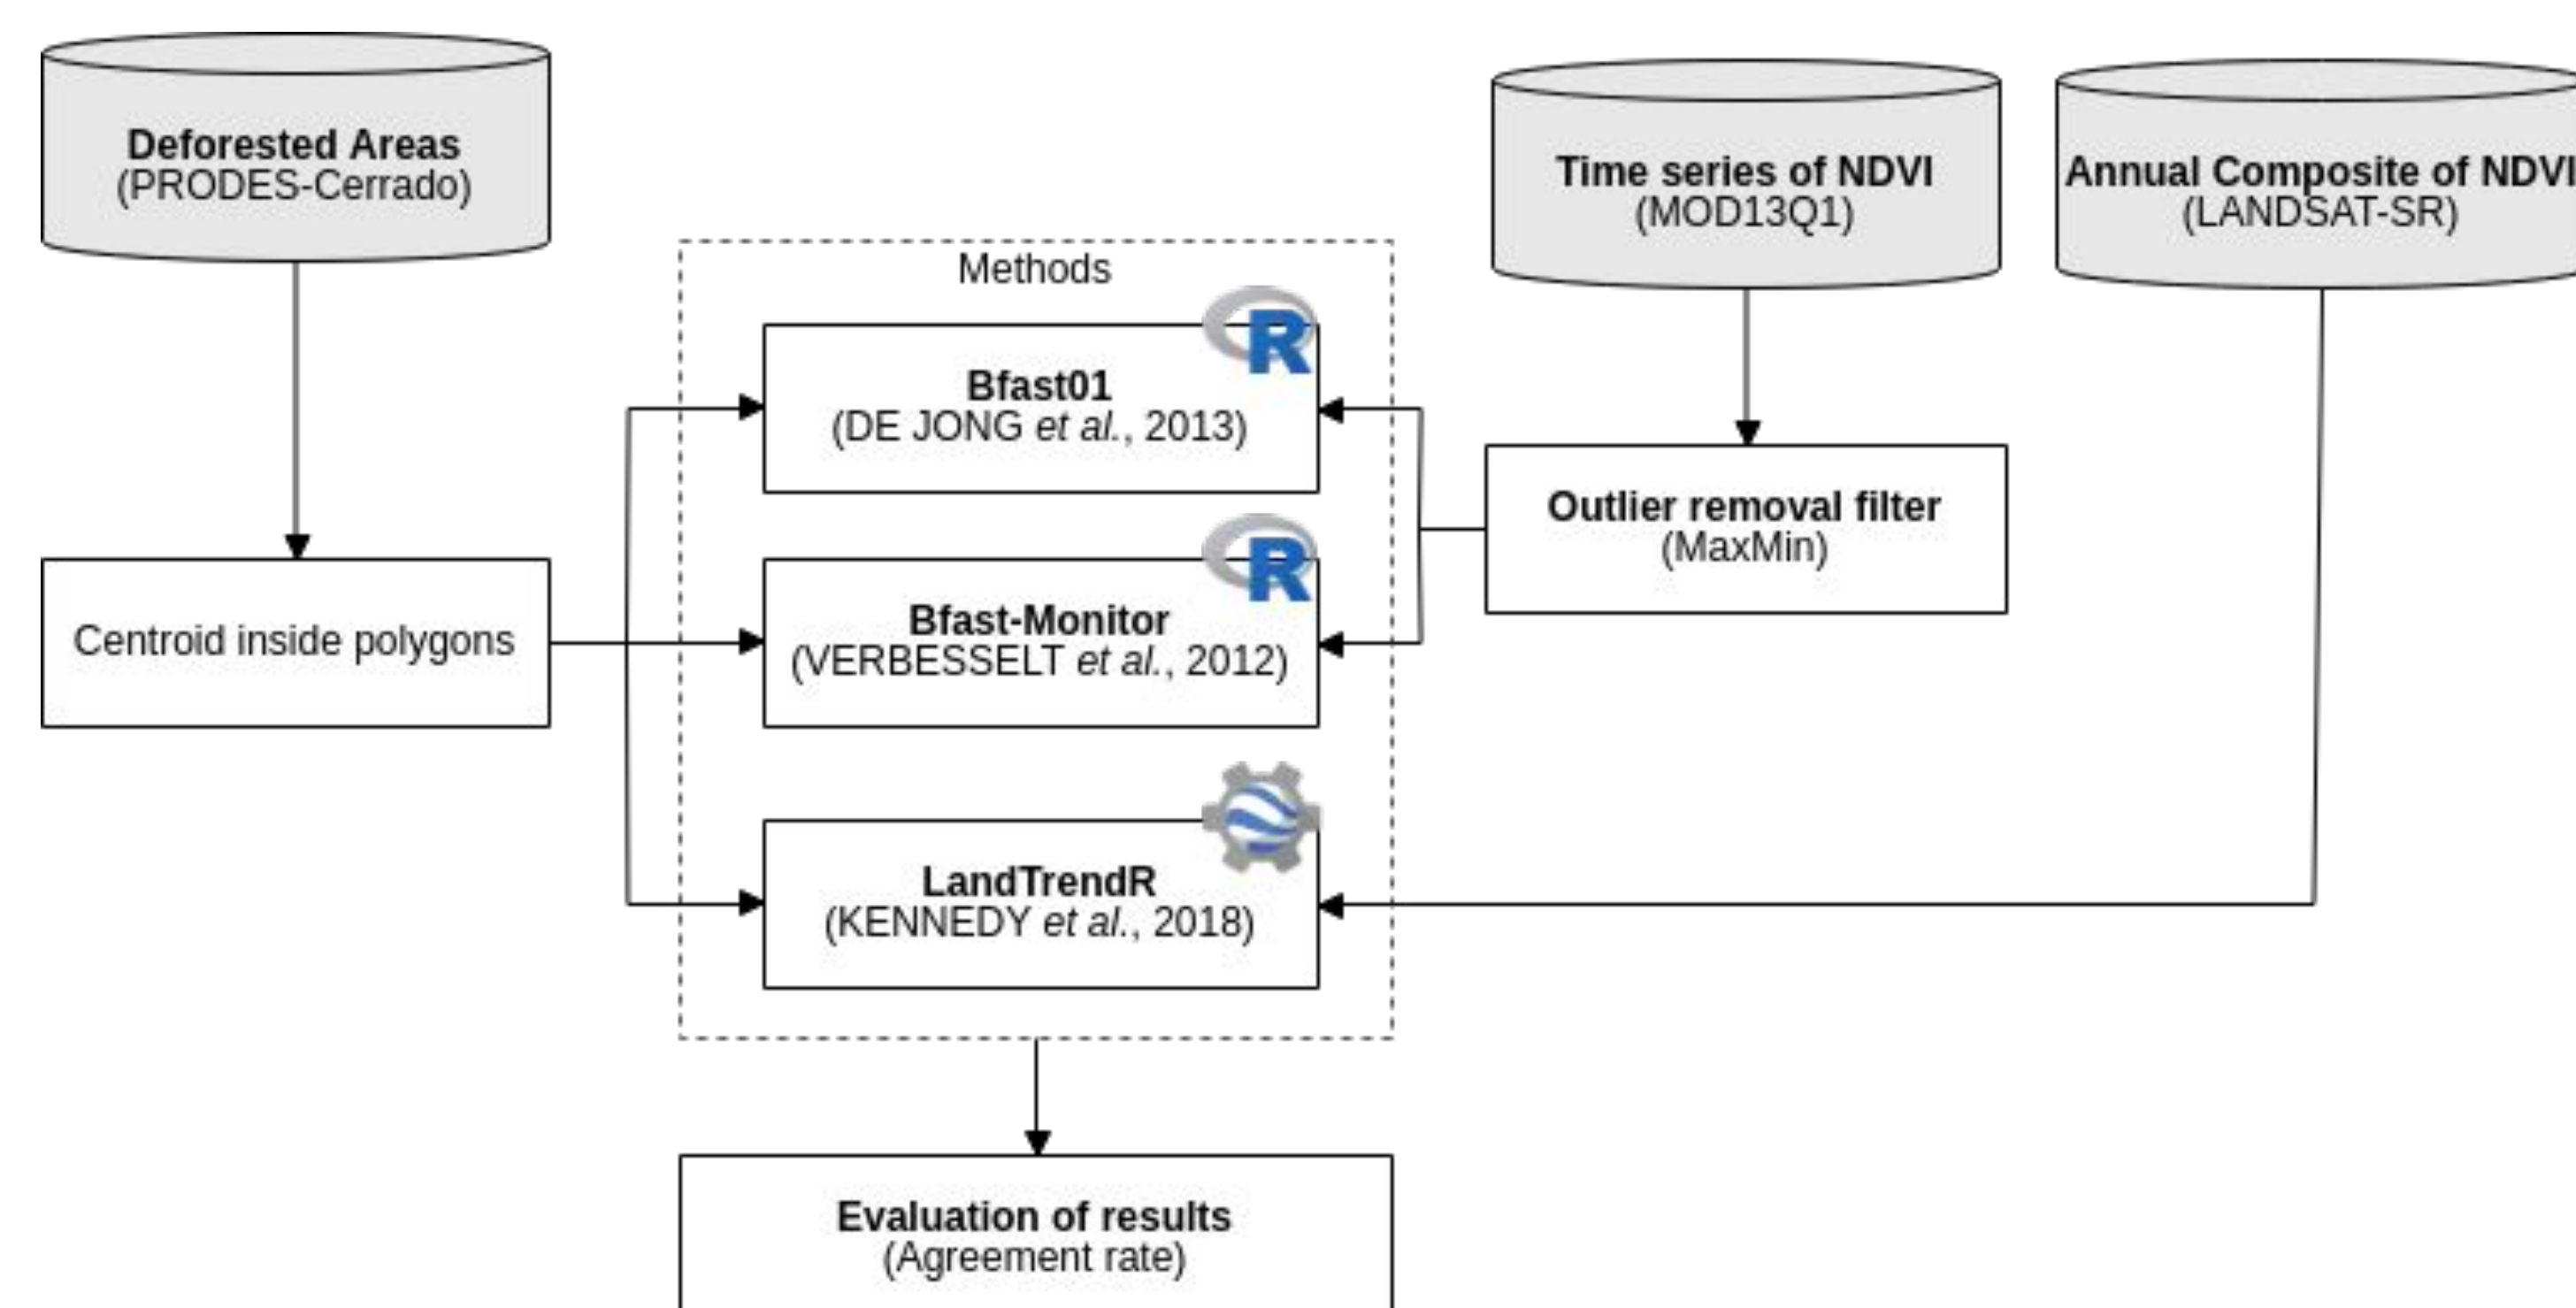 Deforested Areas
(PRODES-Cerrado)
Time series of NDVI
(MOD13Q1)
Annual Composite of NDVI
(LANDSAT-SR)
Methods
R
Bfast01
(DE JONG et al., 2013)
Outlier removal filter
(MaxMin)
Centroid inside polygons
R
Bfast-Monitor
(VERBESSELT et al., 2012)
LandTrendR
(KENNEDY et al., 2018)
Evaluation of results
(Agreement rate)